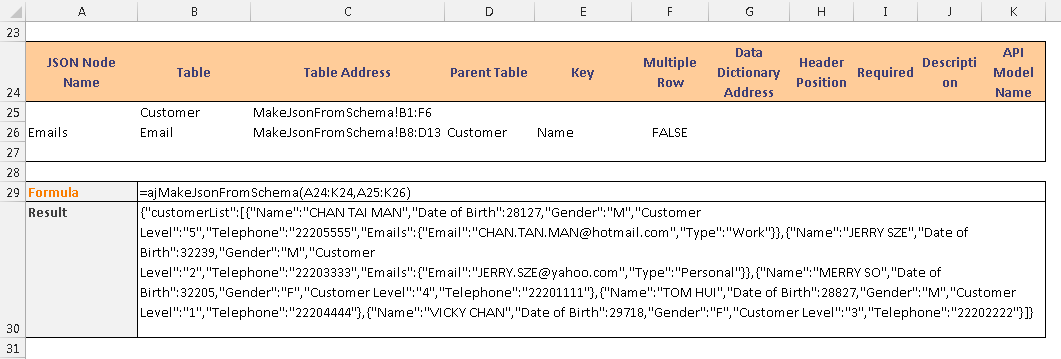 A B C D E F G H I J K
23
24 JSON Node Name Table Table Address Parent Table Key Multiple Row Data Dictionary Address Header Position Required Descripti on API Model Name
25 Customer MakeJsonFromSchema!B1:F6
26 Emails Email MakeJsonFromSchema!B8:D13 Customer Name FALSE
27
28
29 Formula =ajMakeJsonFromSchema(A24:K24,A25:K26)
30 Result {"customerList":[{"Name":"CHAN TAI MAN","Date of Birth":28127,"Gender":"M","Customer
Level":"5","Telephone":"22205555","Emails":{"Email":"CHAN.TAN.MAN@hotmail.com","Type":"Work"}},{"Name":"JERRY SZE","Date of
Birth":32239,"Gender":"M","Customer
Level":"2","Telephone":"22203333","Emails":{"Email":"JERRY.SZE@yahoo.com","Type":"Personal"}},{"Name":"MERRY SO","Date of
Birth":32205,"Gender":"F","Customer Level":"4","Telephone":"22201111"},{"Name":"TOM HUI","Date of Birth":28827,"Gender":"M","Customer
Level":"1","Telephone":"22204444"},{"Name":"VICKY CHAN","Date of Birth":29718,"Gender":"F","Customer Level":"3","Telephone":"22202222"}]}
31